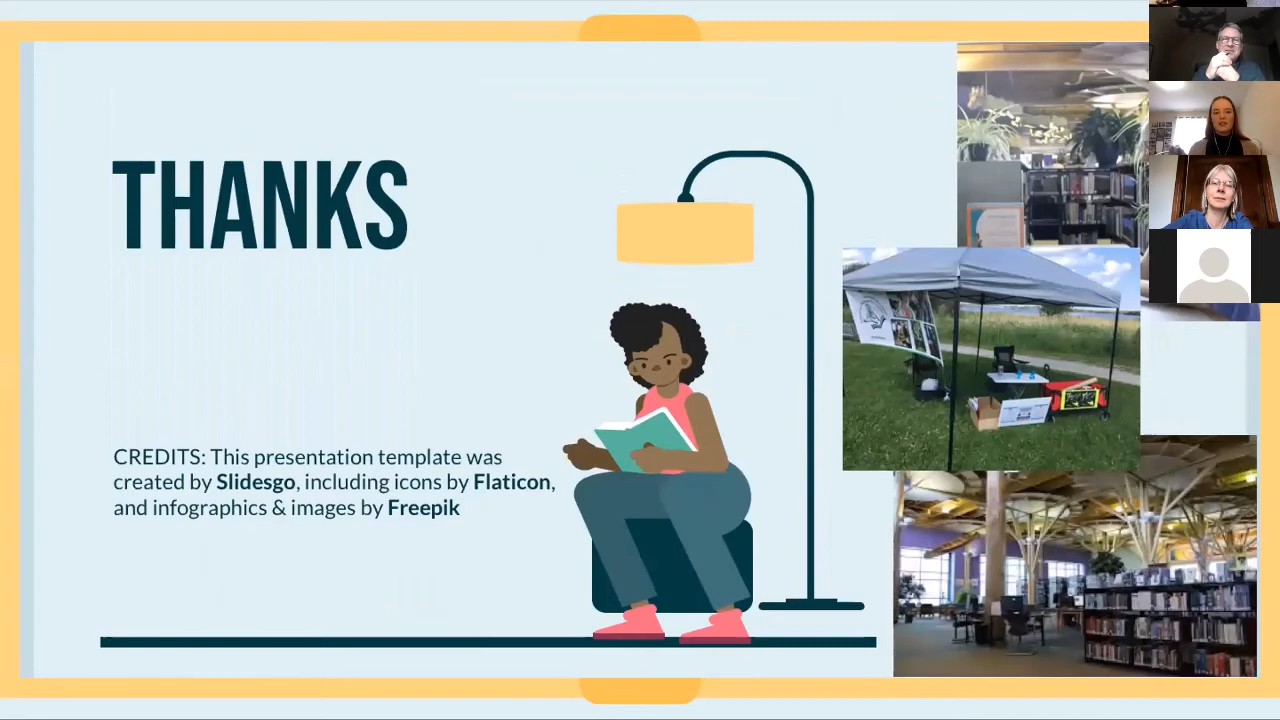 THANKS
CREDITS: This presentation template was
created by Slidesgo, including icons by Flaticon,
and infographics & images by Freepik